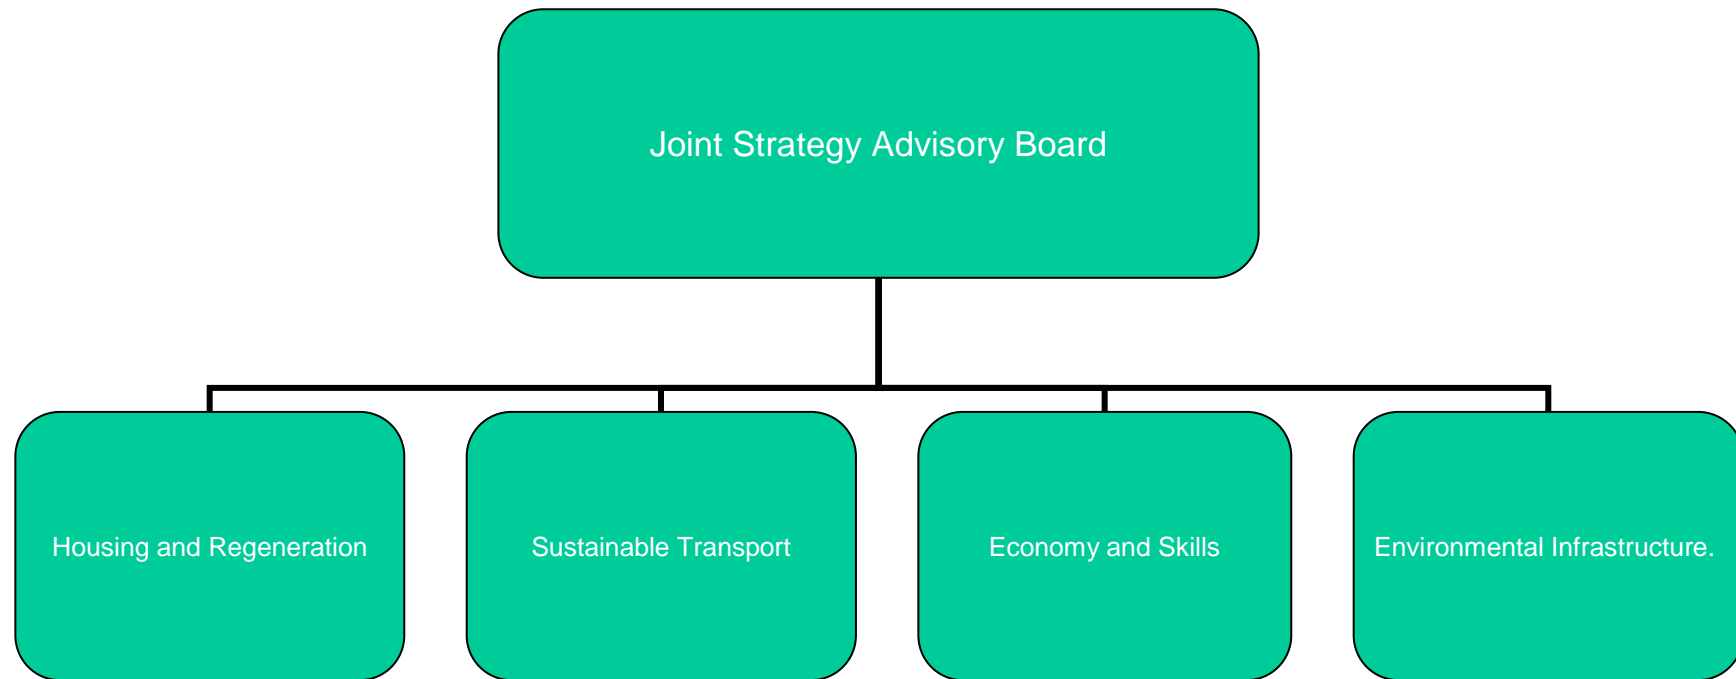 Joint Strategy Advisory Board
Housing and Regeneration
Sustainable Transport
Economy and Skills
Environmental Infrastructure.